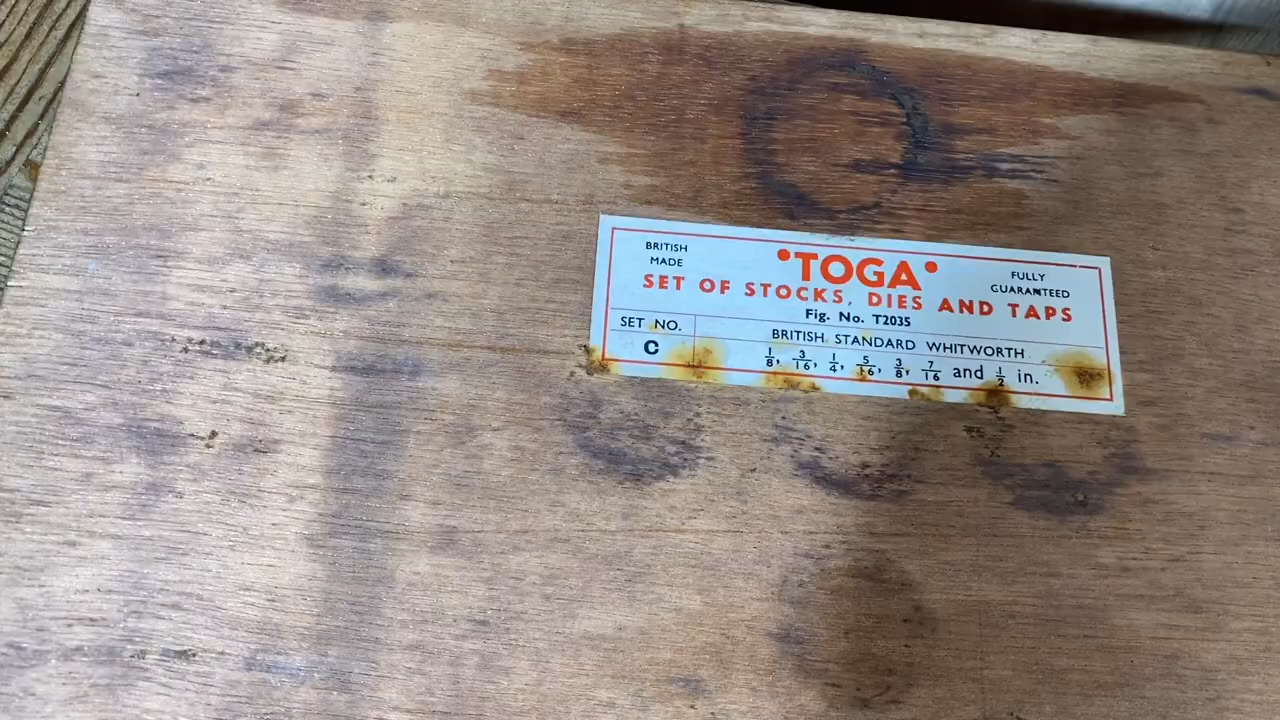 BRITISH MADE
•TOGA•
FULLY GUARANTEED
SET OF STOCKS, DIES AND TAPS
Fig. No. T2035
SET NO.
C
BRITISH STANDARD WHITWORTH
1/8, 3/16, 1/4, 5/16, 3/8, 7/16 and 1/2 in.